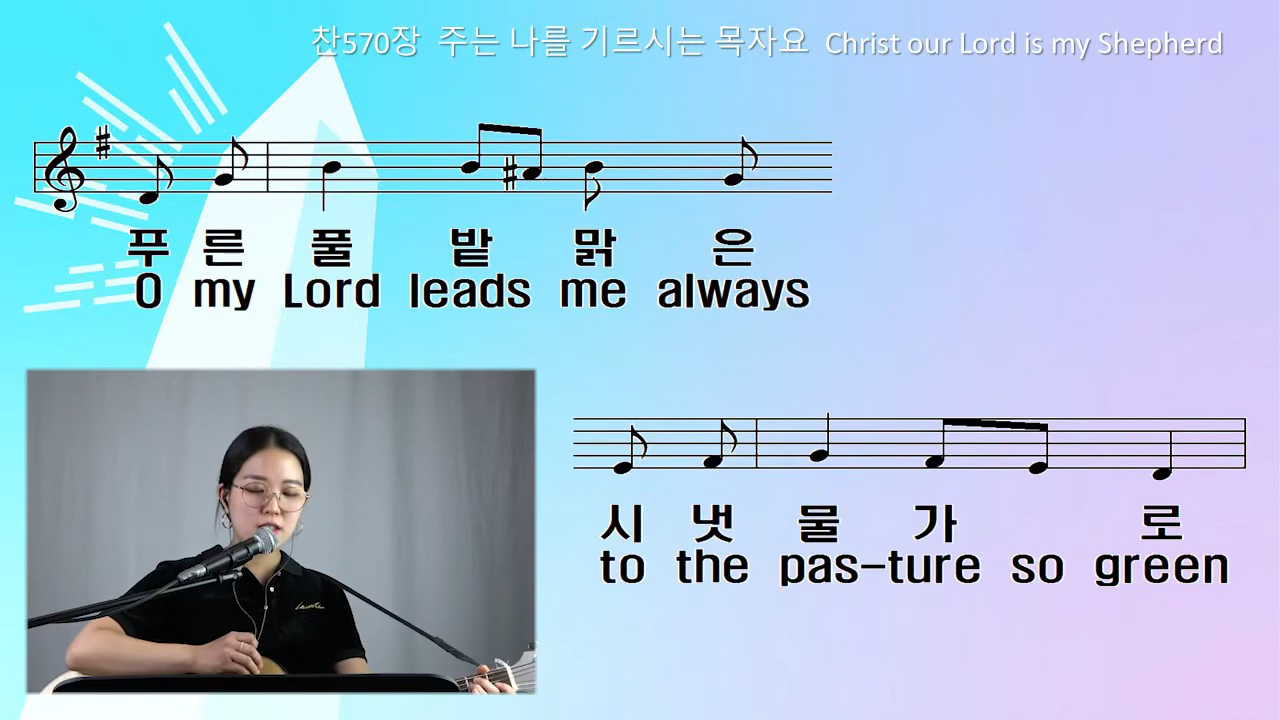 찬570장 주는 나를 기르시는 목자요 Christ our Lord is my Shepherd
푸 른 풀 밭 맑 은
O my Lord leads me always
시 냇 물 가 로
to the pas-ture so green